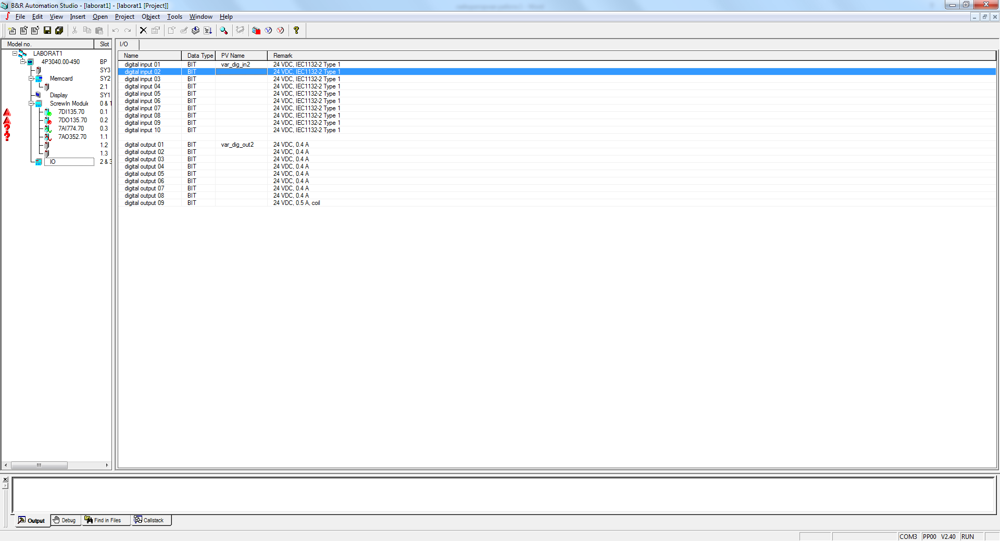 B&R Automation Studio - [laborat1] - [laborat1 [Project]]
File Edit View Insert Open Project Object Tools Window Help
Model no. Slot
LABORAT1
4P3040.00-490 BP
SY3
Memcard SY2
2.1
Display SY1
ScrewIn Module 0 & 1
7DI135.70 0.1
7DO135.70 0.2
7AI774.70 0.3
7AO352.70 1.1
1.2
1.3
IO 2 & 3
I/O
Name Data Type PV Name Remark
digital input 01 BIT var_dig_in2 24 VDC, IEC1132-2 Type 1
digital input 02 BIT 24 VDC, IEC1132-2 Type 1
digital input 03 BIT 24 VDC, IEC1132-2 Type 1
digital input 04 BIT 24 VDC, IEC1132-2 Type 1
digital input 05 BIT 24 VDC, IEC1132-2 Type 1
digital input 06 BIT 24 VDC, IEC1132-2 Type 1
digital input 07 BIT 24 VDC, IEC1132-2 Type 1
digital input 08 BIT 24 VDC, IEC1132-2 Type 1
digital input 09 BIT 24 VDC, IEC1132-2 Type 1
digital input 10 BIT 24 VDC, IEC1132-2 Type 1
digital output 01 BIT var_dig_out2 24 VDC, 0.4 A
digital output 02 BIT 24 VDC, 0.4 A
digital output 03 BIT 24 VDC, 0.4 A
digital output 04 BIT 24 VDC, 0.4 A
digital output 05 BIT 24 VDC, 0.4 A
digital output 06 BIT 24 VDC, 0.4 A
digital output 07 BIT 24 VDC, 0.4 A
digital output 08 BIT 24 VDC, 0.4 A
digital output 09 BIT 24 VDC, 0.5 A, coil
Output Debug Find in Files Callstack
COM3 PP00 V2.40 RUN